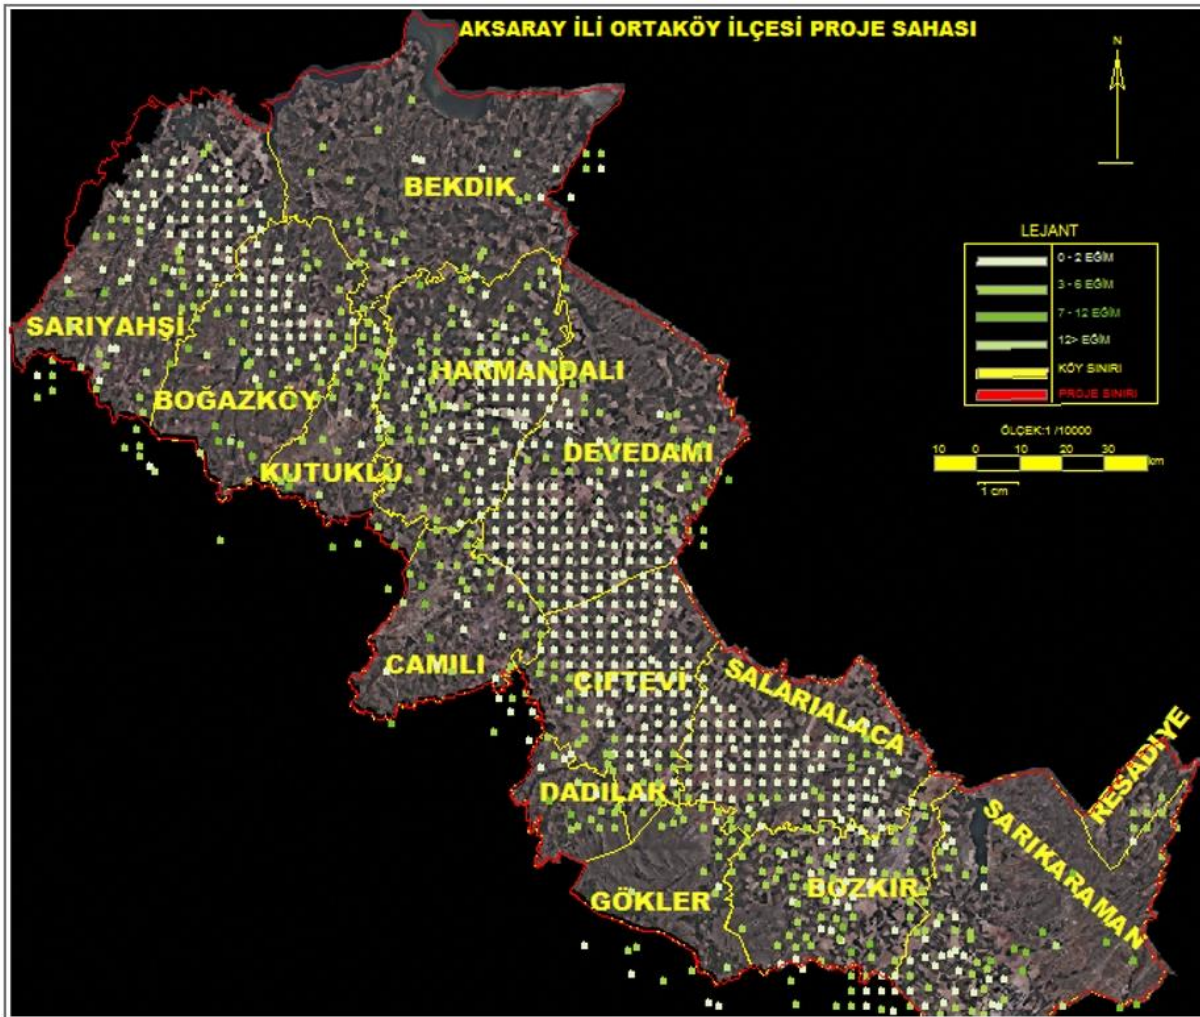 AKSARAY İLİ ORTAKÖY İLÇESİ PROJE SAHASI
N
BEKDIK
LEJANT
0 - 2 EĞİM
3 - 6 EĞİM
7 - 12 EĞİM
12> EĞİM
KÖY SINIRI
PROJE SINIRI
SARIYAHŞİ
HARMANDALI
BOĞAZKÖY
ÖLÇEK:1 /10000
10 0 10 20 30 km
1 cm
DEVEDAMI
KUTUKLU
CAMILI
ÇIFTEVI
SALARIALACA
RESADIYE
DADILAR
SARIKARAMAN
BOZKIR
GÖKLER